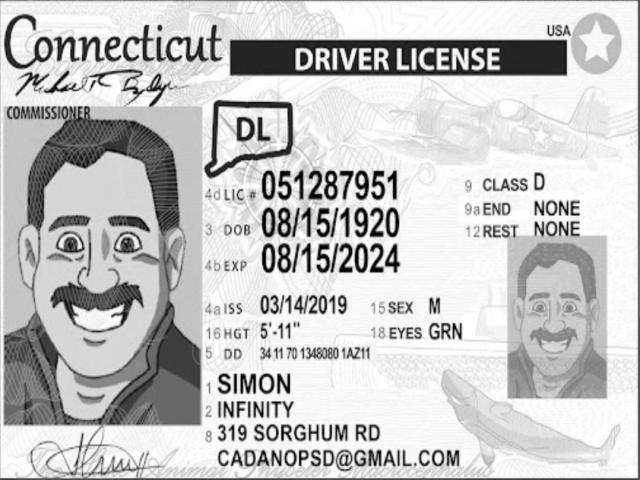 Connecticut
USA
DRIVER LICENSE
COMMISSIONER
DL
4d LIC # 051287951
9 CLASS D
3 DOB 08/15/1920
9a END NONE
12 REST NONE
4b EXP 08/15/2024
4a ISS 03/14/2019 15 SEX M
16 HGT 5'-11" 18 EYES GRN
5 DD 34 11 70 1348080 1AZ11
1 SIMON
2 INFINITY
8 319 SORGHUM RD
CADANOPSD@GMAIL.COM